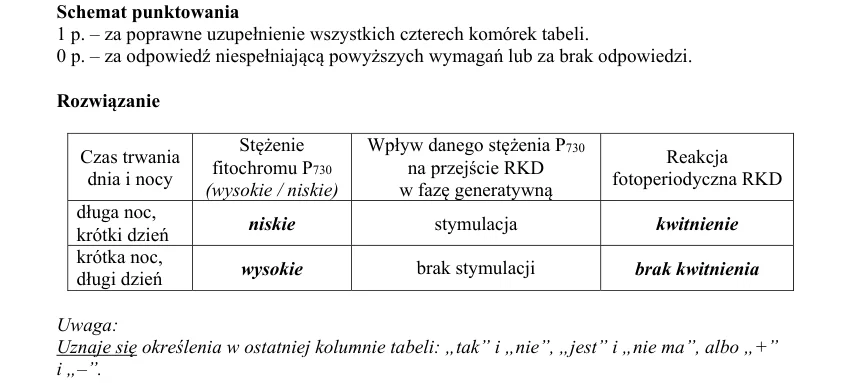 Schemat punktowania
1 p. – za poprawne uzupełnienie wszystkich czterech komórek tabeli.
0 p. – za odpowiedź niespełniającą powyższych wymagań lub za brak odpowiedzi.
Rozwiązanie
Czas trwania
dnia i nocy
Stężenie
fitochromu P730
(wysokie / niskie)
Wpływ danego stężenia P730
na przejście RKD
w fazę generatywną
Reakcja
fotoperiodyczna RKD
długa noc,
krótki dzień
niskie
stymulacja
kwitnienie
krótka noc,
długi dzień
wysokie
brak stymulacji
brak kwitnienia
Uwaga:
Uznaje się określenia w ostatniej kolumnie tabeli: „tak” i „nie”, „jest” i „nie ma”, albo „+”
i „–”.